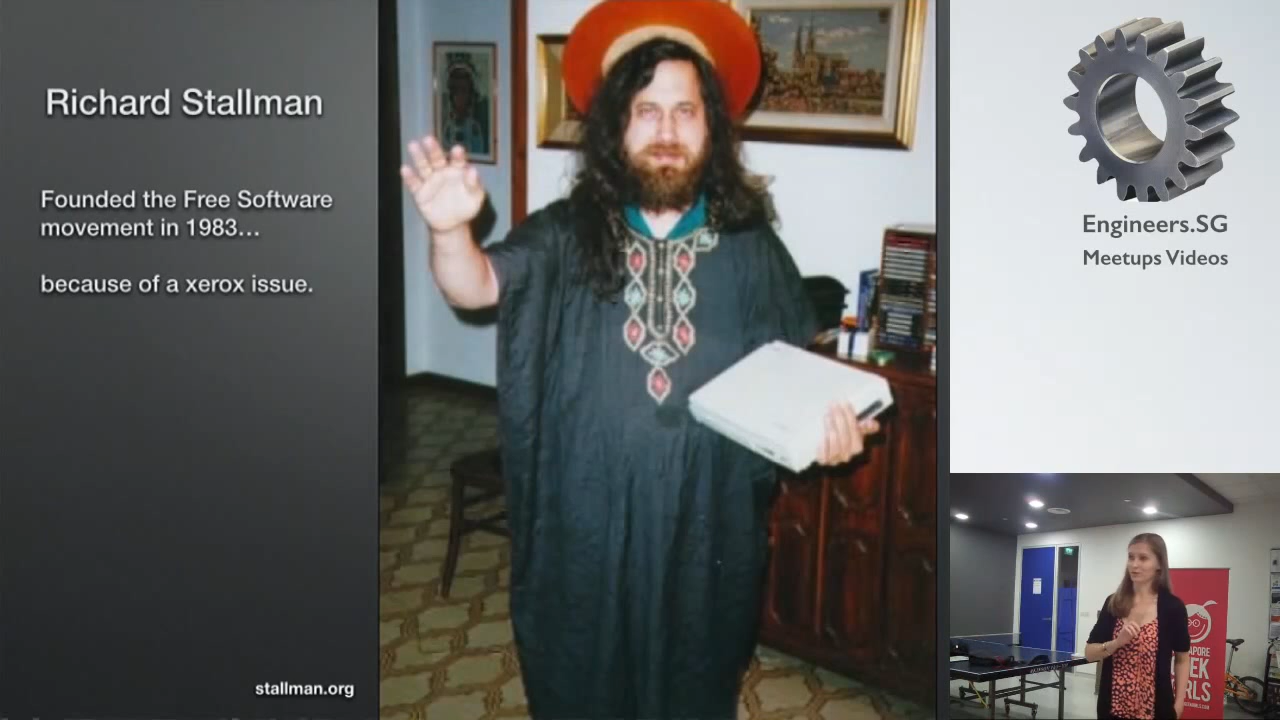 Richard Stallman
Founded the Free Software
movement in 1983...
because of a xerox issue.
stallman.org
Engineers.SG
Meetups Videos